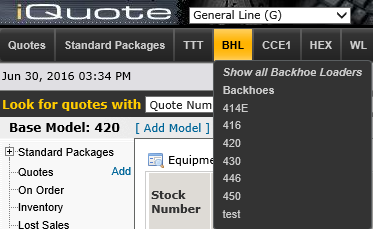 iQuote
General Line (G)
Quotes Standard Packages TTT BHL CCE1 HEX WL
Jun 30, 2016 03:34 PM
Show all Backhoe Loaders
Backhoes
414E
416
420
430
446
450
test
Look for quotes with Quote Num
Base Model: 420 [ Add Model ]
Standard Packages
Quotes Add
On Order
Inventory
Lost Sales
Equipme
Stock
Number